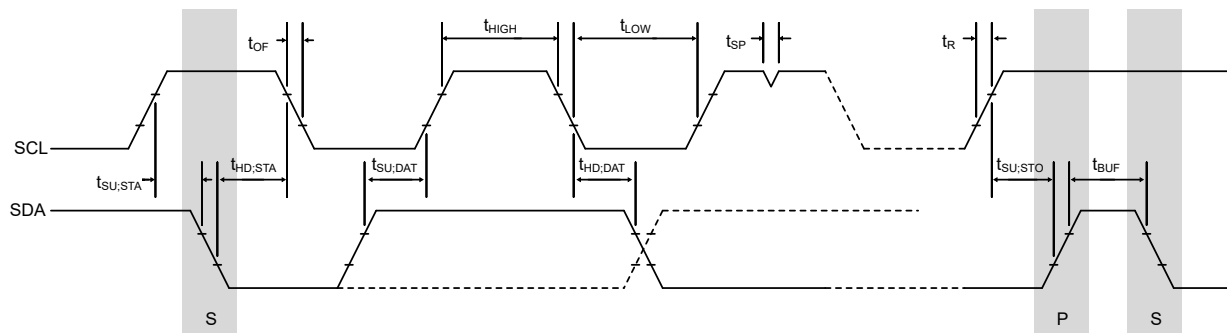 tOF
tHIGH
tLOW
tSP
tR
SCL
tSU;STA
tHD;STA
tSU;DAT
tHD;DAT
tSU;STO
tBUF
SDA
S
P
S